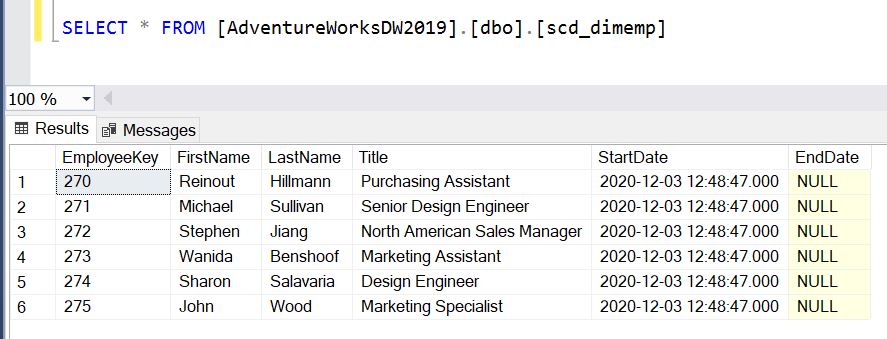 SELECT * FROM [AdventureWorksDW2019].[dbo].[scd_dimemp]
100 %
Results Messages
EmployeeKey FirstName LastName Title StartDate EndDate
1 270 Reinout Hillmann Purchasing Assistant 2020-12-03 12:48:47.000 NULL
2 271 Michael Sullivan Senior Design Engineer 2020-12-03 12:48:47.000 NULL
3 272 Stephen Jiang North American Sales Manager 2020-12-03 12:48:47.000 NULL
4 273 Wanida Benshoof Marketing Assistant 2020-12-03 12:48:47.000 NULL
5 274 Sharon Salavaria Design Engineer 2020-12-03 12:48:47.000 NULL
6 275 John Wood Marketing Specialist 2020-12-03 12:48:47.000 NULL